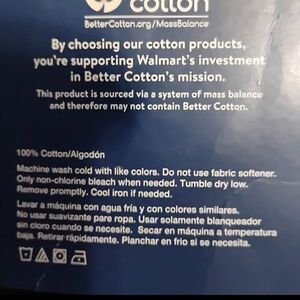 cotton
BetterCotton.org/MassBalance
By choosing our cotton products,
you're supporting Walmart's investment
in Better Cotton's mission.
This product is sourced via a system of mass balance
and therefore may not contain Better Cotton.
100% Cotton/Algodón
Machine wash cold with like colors. Do not use fabric softener.
Only non-chlorine bleach when needed. Tumble dry low.
Remove promptly. Cool iron if needed.
Lavar a máquina con agua fría y con colores similares.
No usar suavizante para ropa. Usar solamente blanqueador
sin cloro cuando se necesite. Secar en máquina a temperatura
baja. Retirar rápidamente. Planchar en frio si se necesita.